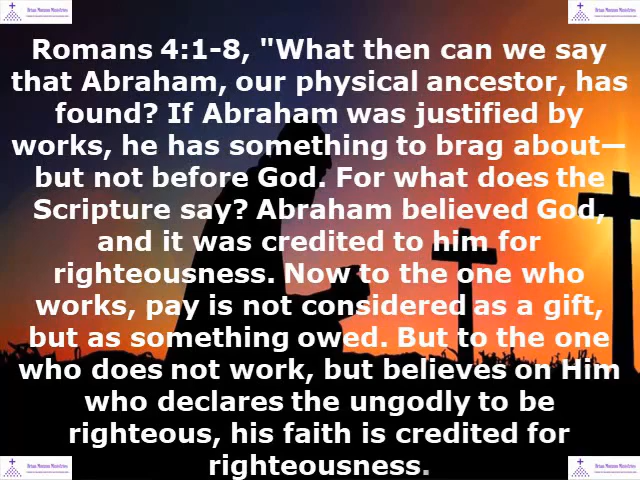 Romans 4:1-8, "What then can we say
that Abraham, our physical ancestor, has
found? If Abraham was justified by
works, he has something to brag about—
but not before God. For what does the
Scripture say? Abraham believed God,
and it was credited to him for
righteousness. Now to the one who
works, pay is not considered as a gift,
but as something owed. But to the one
who does not work, but believes on Him
who declares the ungodly to be
righteous, his faith is credited for
righteousness.